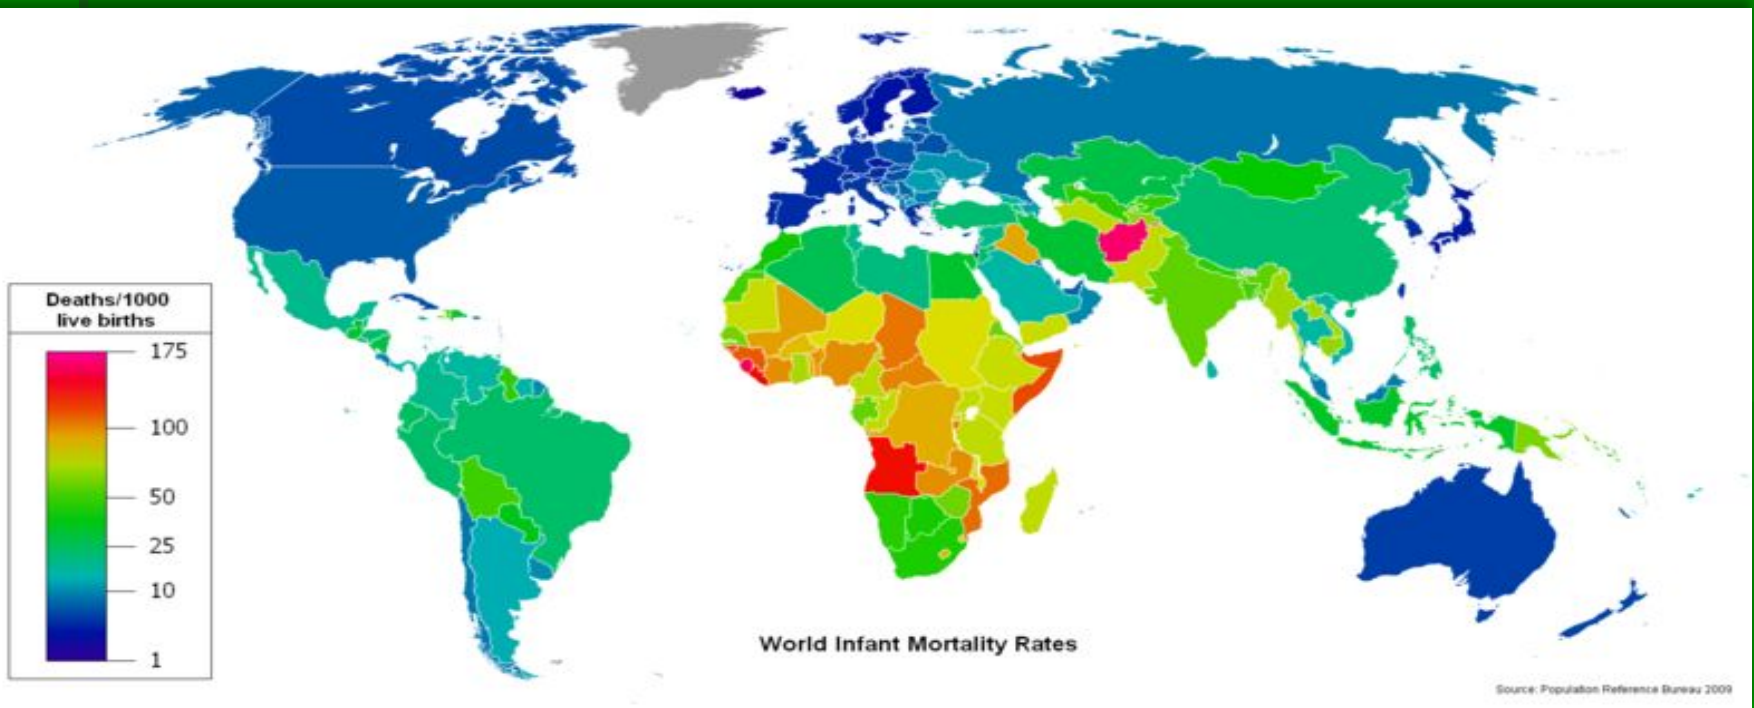 Deaths/1000
live births
175
100
50
25
10
1
World Infant Mortality Rates
Source: Population Reference Bureau 2009